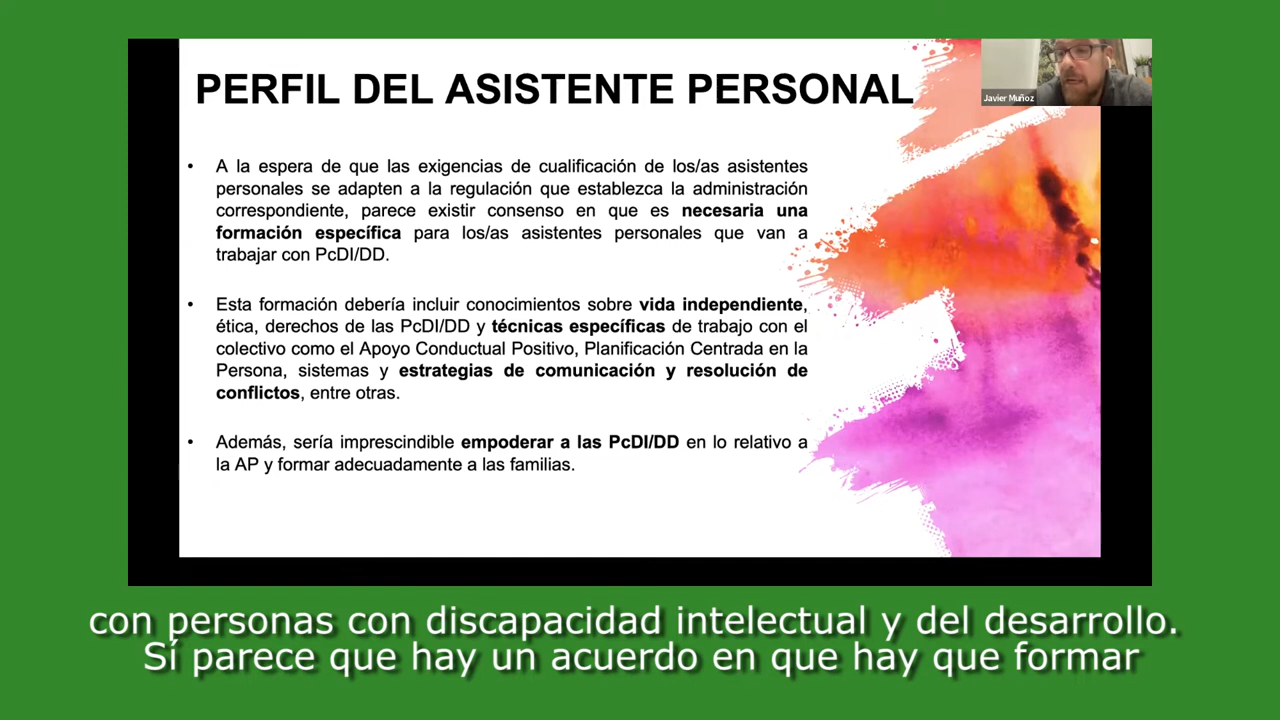 PERFIL DEL ASISTENTE PERSONAL
Javier Muñoz
• A la espera de que las exigencias de cualificación de los/as asistentes
personales se adapten a la regulación que establezca la administración
correspondiente, parece existir consenso en que es necesaria una
formación específica para los/as asistentes personales que van a
trabajar con PcDI/DD.
• Esta formación debería incluir conocimientos sobre vida independiente,
ética, derechos de las PcDI/DD y técnicas específicas de trabajo con el
colectivo como el Apoyo Conductual Positivo, Planificación Centrada en la
Persona, sistemas y estrategias de comunicación y resolución de
conflictos, entre otras.
• Además, sería imprescindible empoderar a las PcDI/DD en lo relativo a
la AP y formar adecuadamente a las familias.
con personas con discapacidad intelectual y del desarrollo.
Sí parece que hay un acuerdo en que hay que formar